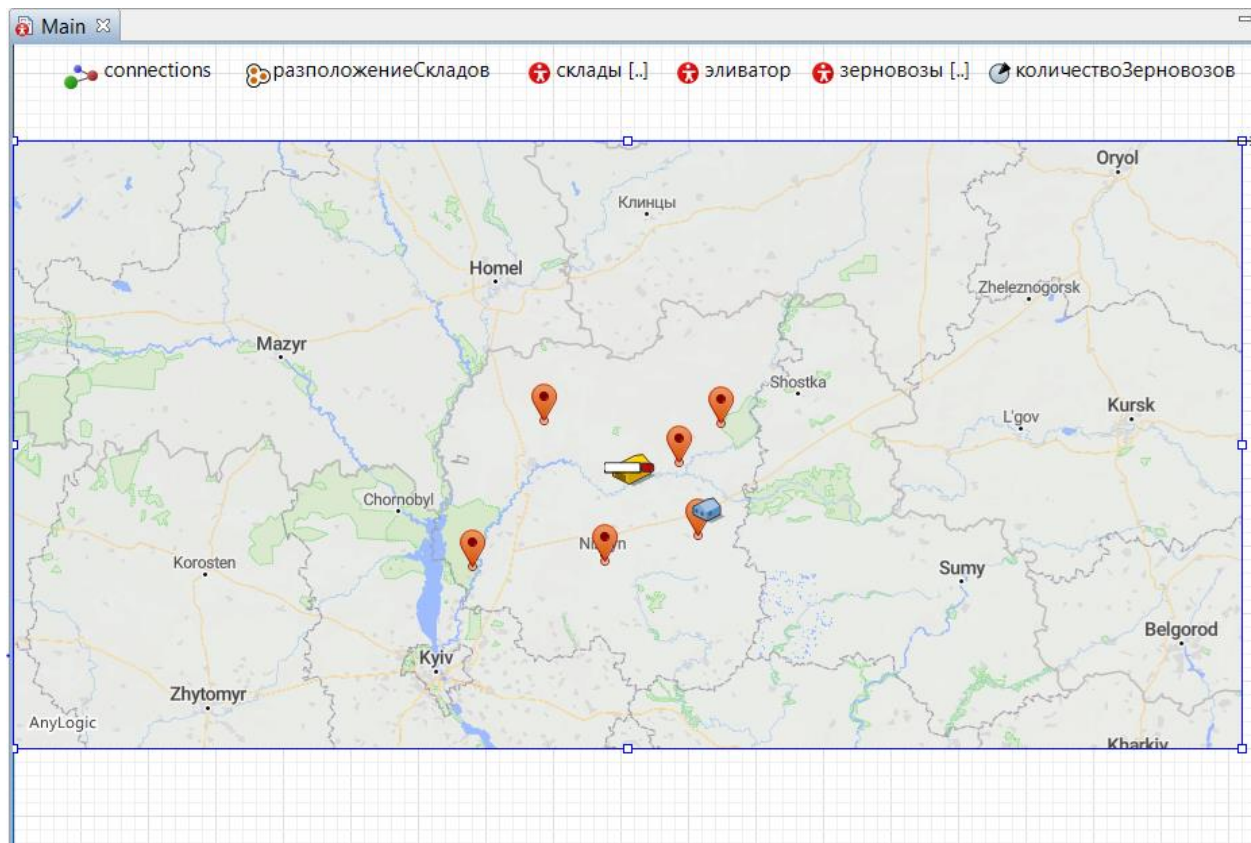 Main
connections разположениеСкладов склады [..] эливатор зерновозы [..] количествоЗерновозов
Oryol
Клинцы
Homel
Zheleznogorsk
Mazyr
Shostka
L'gov
Kursk
Chornobyl
Korosten
Sumy
Belgorod
Kyiv
Zhytomyr
AnyLogic
Kharkiv